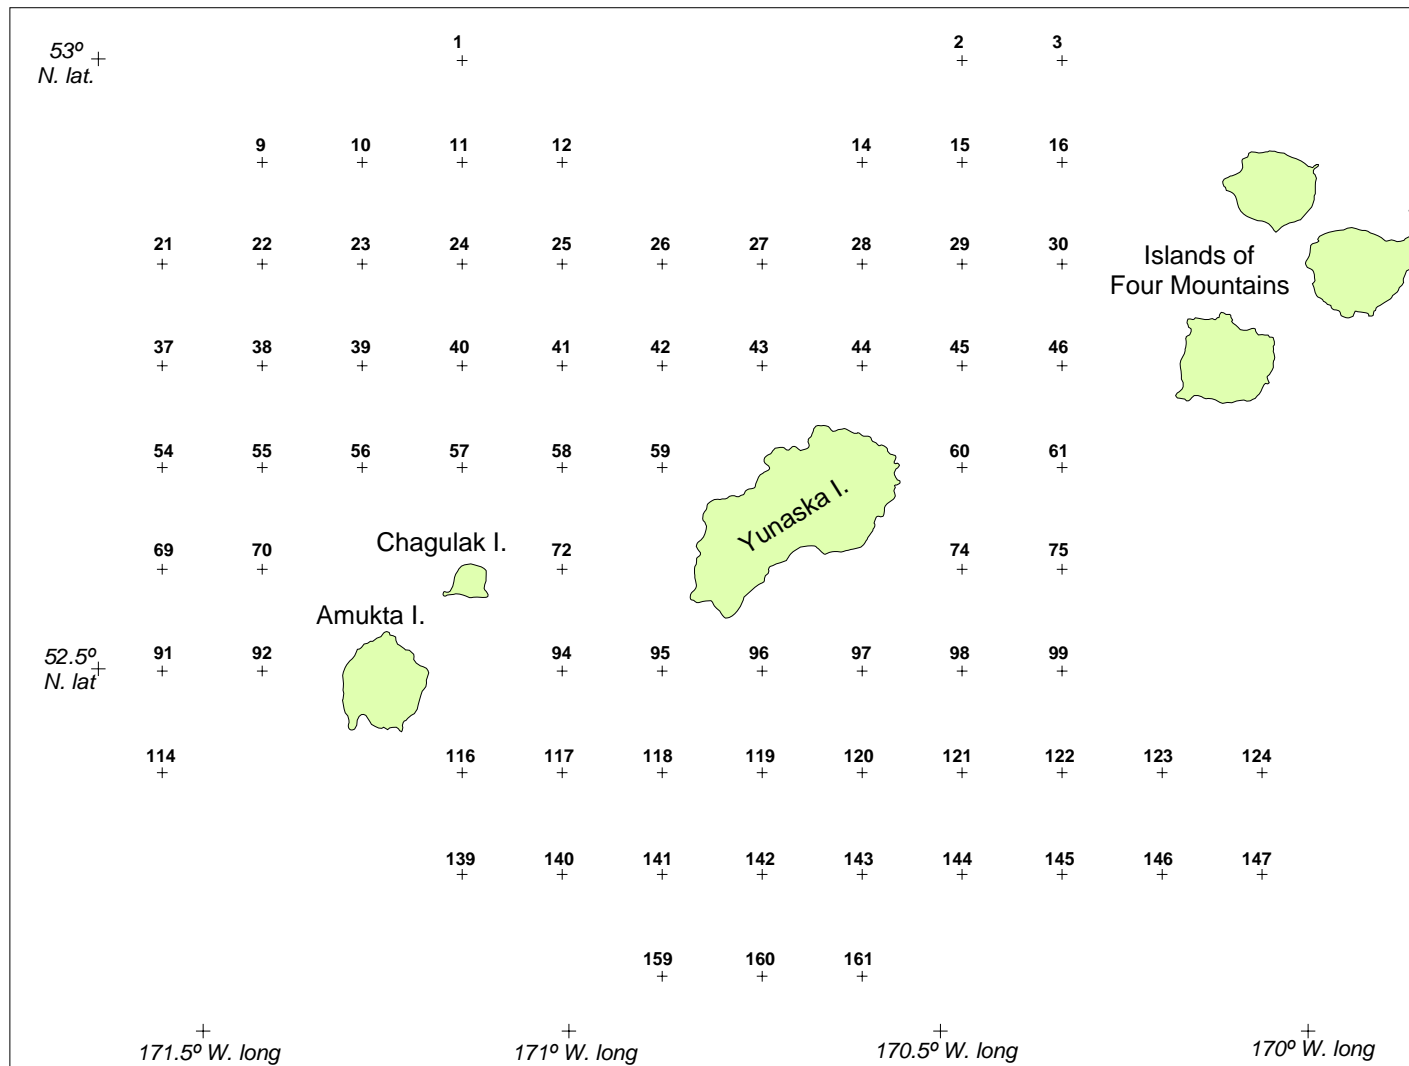 1 2 3
53º
N. lat.
9 10 11 12 14 15 16
21 22 23 24 25 26 27 28 29 30
Islands of
Four Mountains
37 38 39 40 41 42 43 44 45 46
54 55 56 57 58 59 60 61
Yunaska I.
69 70 72 74 75
Chagulak I.
Amukta I.
52.5º
N. lat
91 92 94 95 96 97 98 99
114 116 117 118 119 120 121 122 123 124
139 140 141 142 143 144 145 146 147
159 160 161
171.5º W. long 171º W. long 170.5º W. long 170º W. long